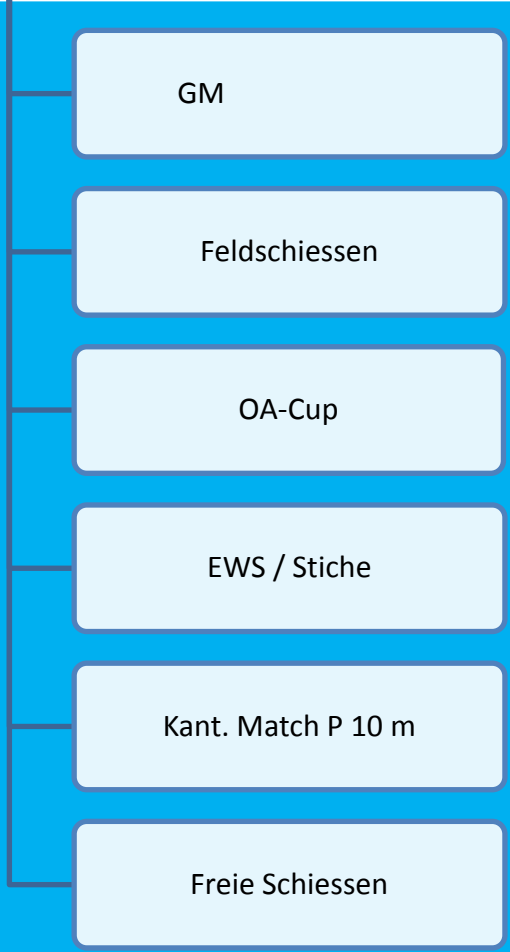 GM
Feldschiessen
OA-Cup
EWS / Stiche
Kant. Match P 10 m
Freie Schiessen